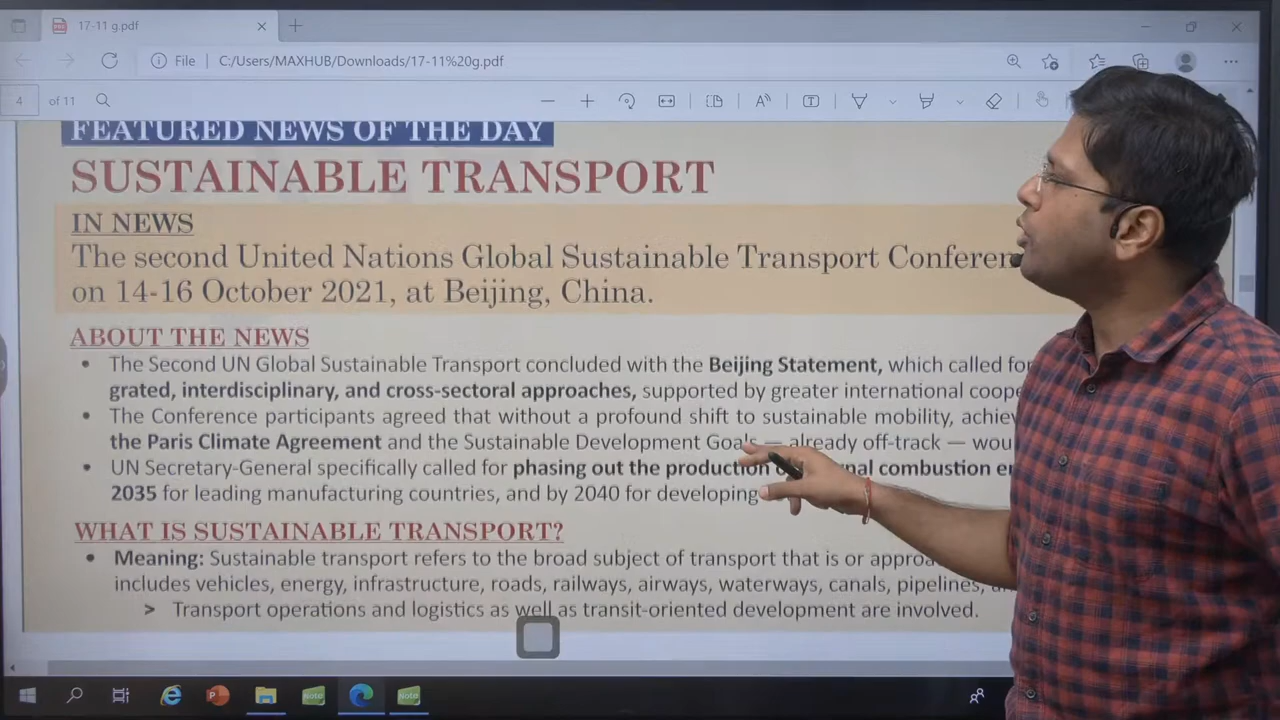 17-11 g.pdf
File
C:/Users/MAXHUB/Downloads/17-11%20g.pdf
4 of 11
FEATURED NEWS OF THE DAY
SUSTAINABLE TRANSPORT
IN NEWS
The second United Nations Global Sustainable Transport
on 14-16 October 2021, at Beijing, China.
ABOUT THE NEWS
• The Second UN Global Sustainable Transport concluded with the Beijing Statement, which called for
grated, interdisciplinary, and cross-sectoral approaches, supported by greater international
• The Conference participants agreed that without a profound shift to sustainable mobility,
the Paris Climate Agreement and the Sustainable Development Goals — already off-track —
• UN Secretary-General specifically called for phasing out the production combustion
2035 for leading manufacturing countries, and by 2040 for developing
WHAT IS SUSTAINABLE TRANSPORT?
• Meaning: Sustainable transport refers to the broad subject of transport that is or
includes vehicles, energy, infrastructure, roads, railways, airways, waterways, canals, pipelines,
> Transport operations and logistics as well as transit-oriented development are involved.
Note
Note